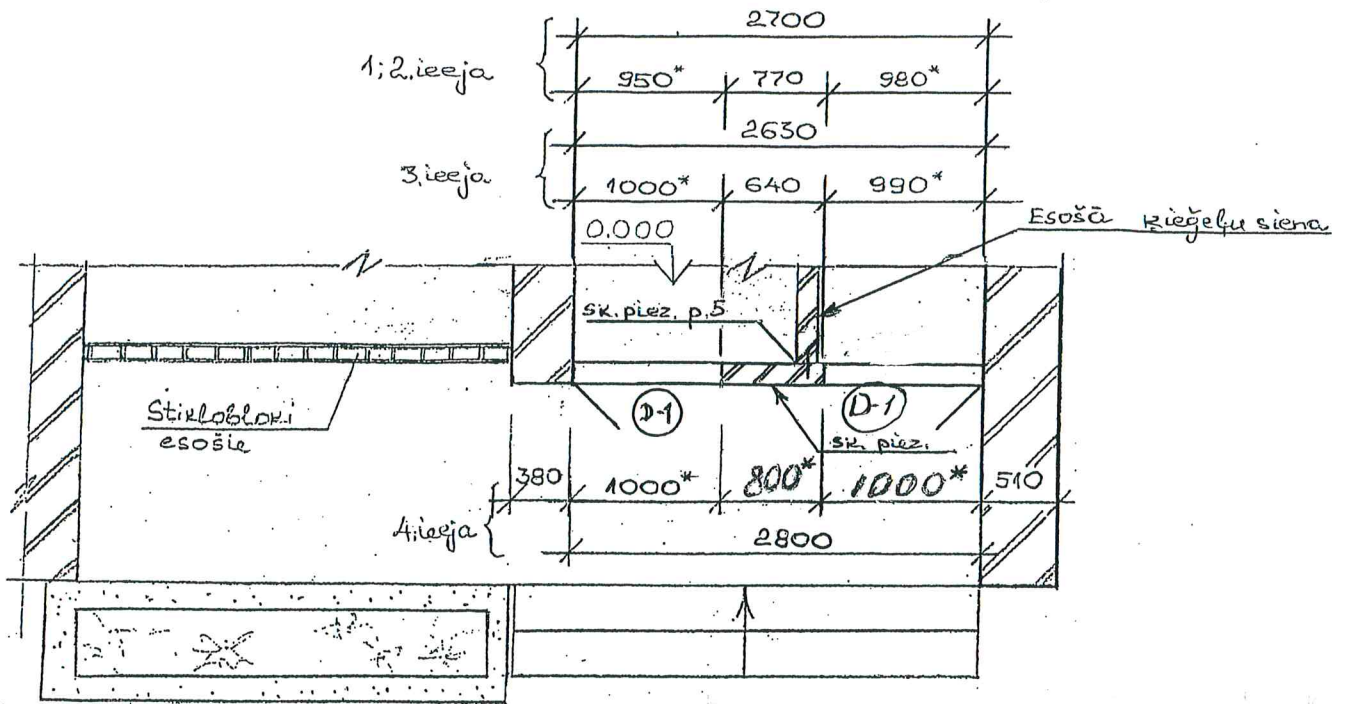 2700
1; 2. ieeja
950* 770 980*
2630
3. ieeja
1000* 640 990*
0.000
Esošā ķieģeļu siena
sk. piez. p.5
Stiklobloki
esošie
D-1
D-1
sk. piez.
380 1000* 800* 1000* 510
4. ieeja
2800